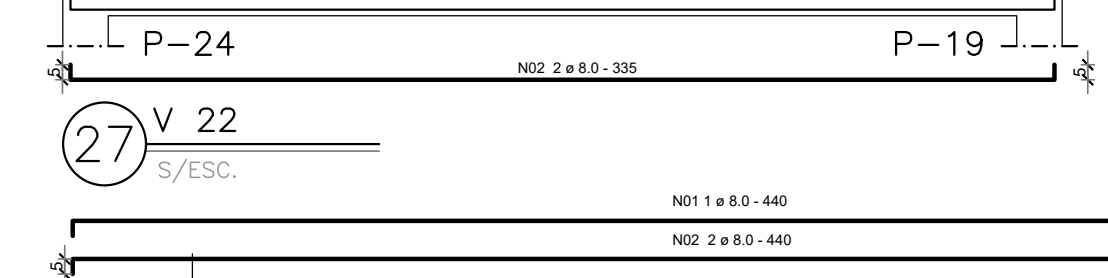 P-24 P-19
5 N02 2 ø 8.0 - 335 5
27 V 22
S/ESC.
N01 1 ø 8.0 - 440
N02 2 ø 8.0 - 440
5